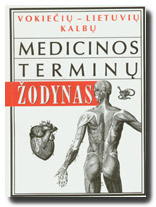 VOKIEČIŲ – LIETUVIŲ
KALBŲ
MEDICINOS
TERMINŲ
ŽODYNAS